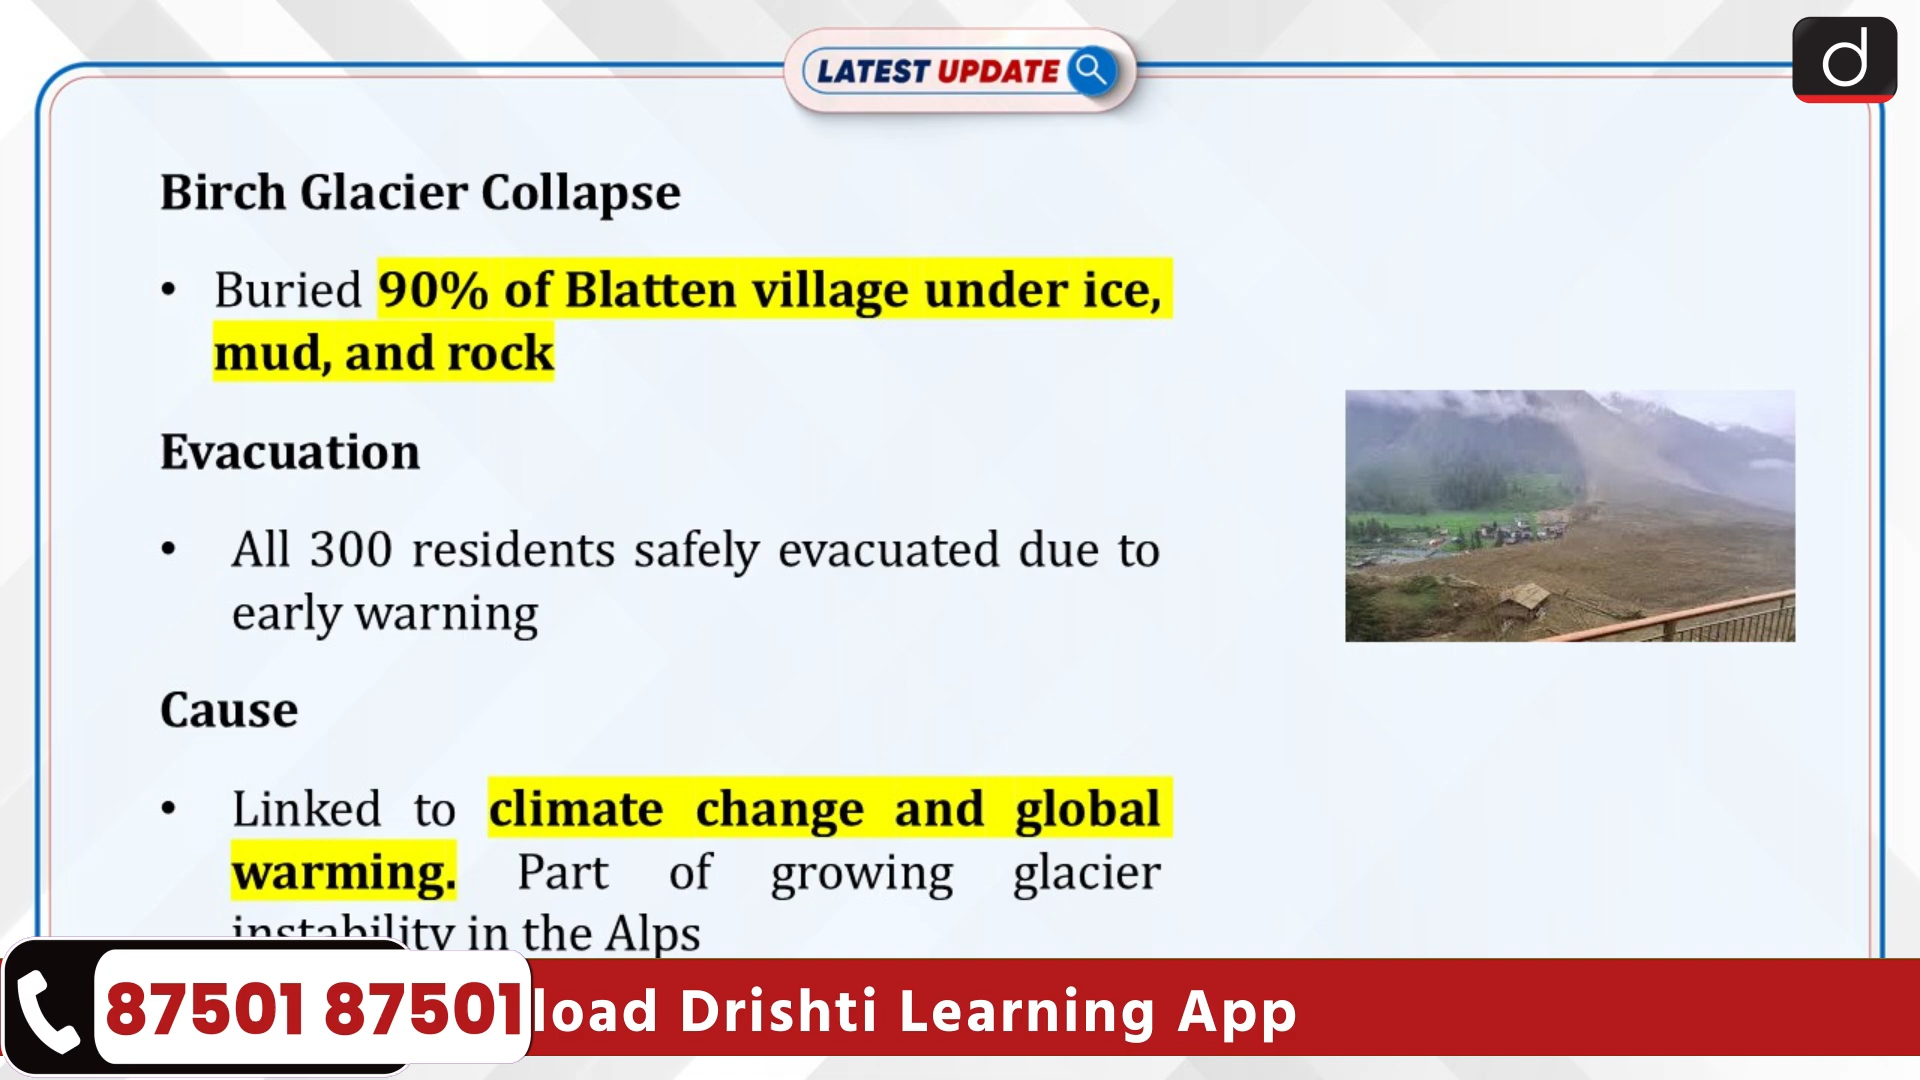 LATEST UPDATE
d
Birch Glacier Collapse
• Buried 90% of Blatten village under ice,
mud, and rock
Evacuation
• All 300 residents safely evacuated due to
early warning
Cause
• Linked to climate change and global
warming. Part of growing glacier
instability in the Alps
87501 87501
load Drishti Learning App